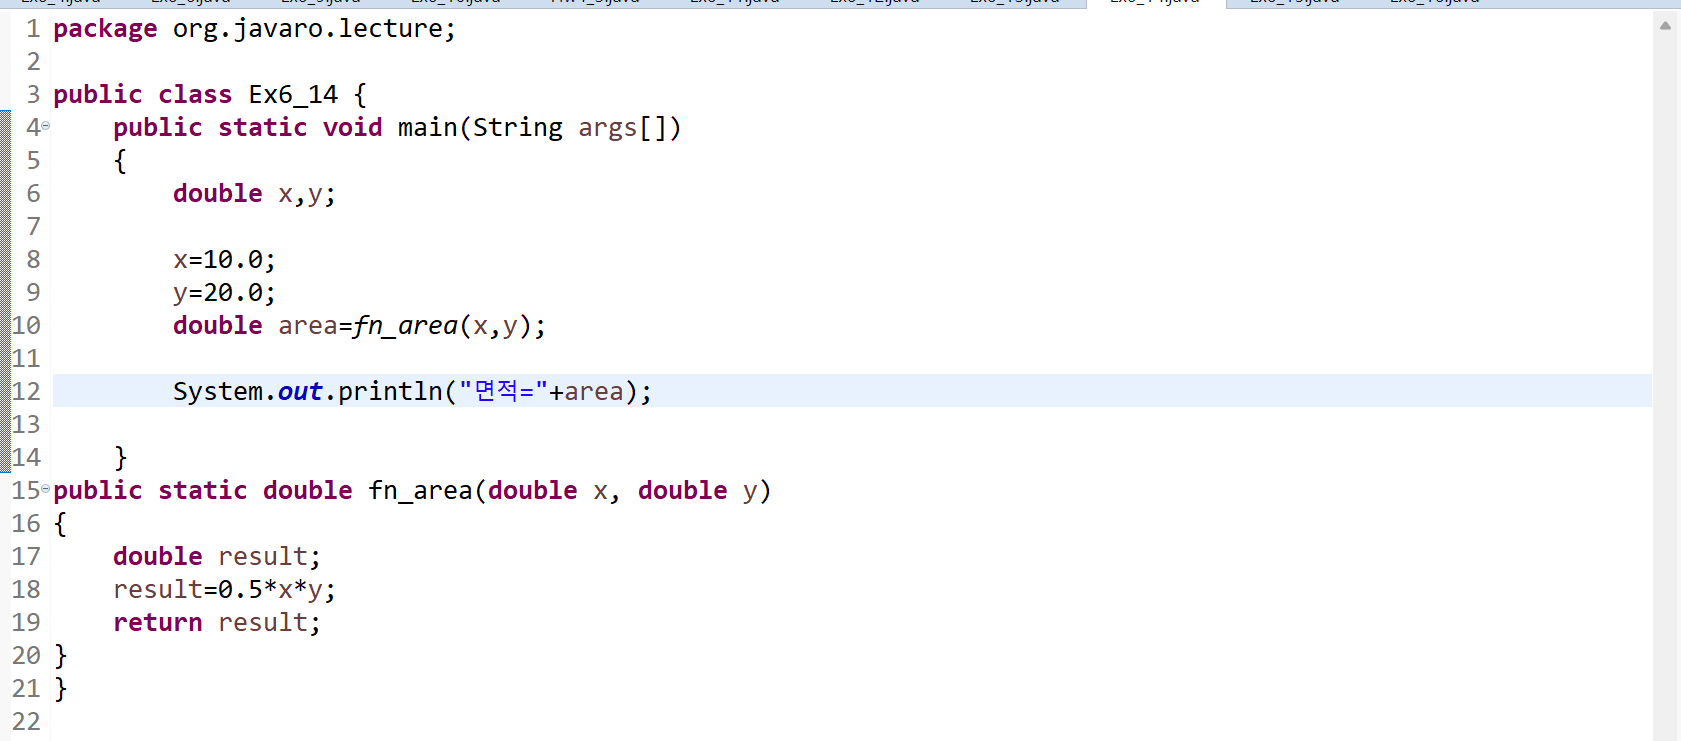 1 package org.javaro.lecture;
2
3 public class Ex6_14 {
4     public static void main(String args[])
5     {
6         double x,y;
7
8         x=10.0;
9         y=20.0;
10         double area=fn_area(x,y);
11
12         System.out.println("면적="+area);
13
14     }
15 public static double fn_area(double x, double y)
16 {
17     double result;
18     result=0.5*x*y;
19     return result;
20 }
21 }
22